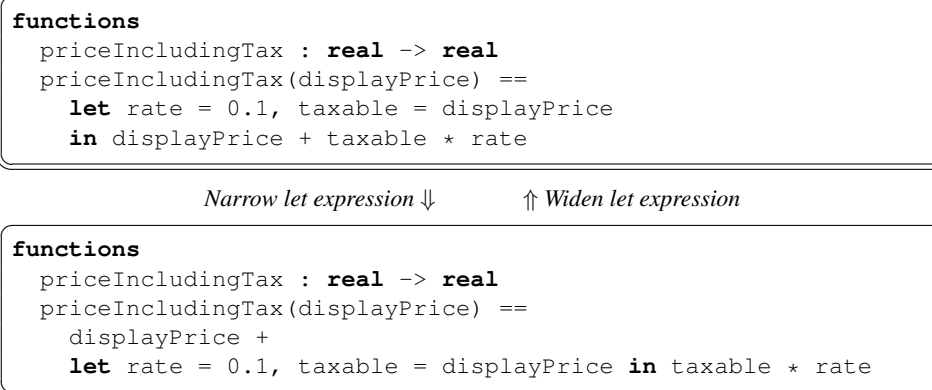 functions
priceIncludingTax : real -> real
priceIncludingTax(displayPrice) ==
let rate = 0.1, taxable = displayPrice
in displayPrice + taxable * rate
Narrow let expression ⇓ ⇑ Widen let expression
functions
priceIncludingTax : real -> real
priceIncludingTax(displayPrice) ==
displayPrice +
let rate = 0.1, taxable = displayPrice in taxable * rate